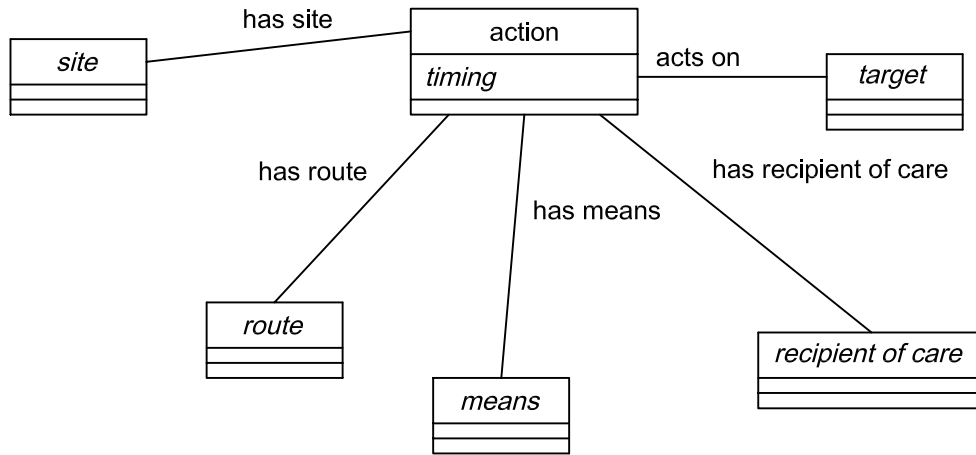 has site
action
site
timing
acts on
target
has route
has recipient of care
has means
route
recipient of care
means